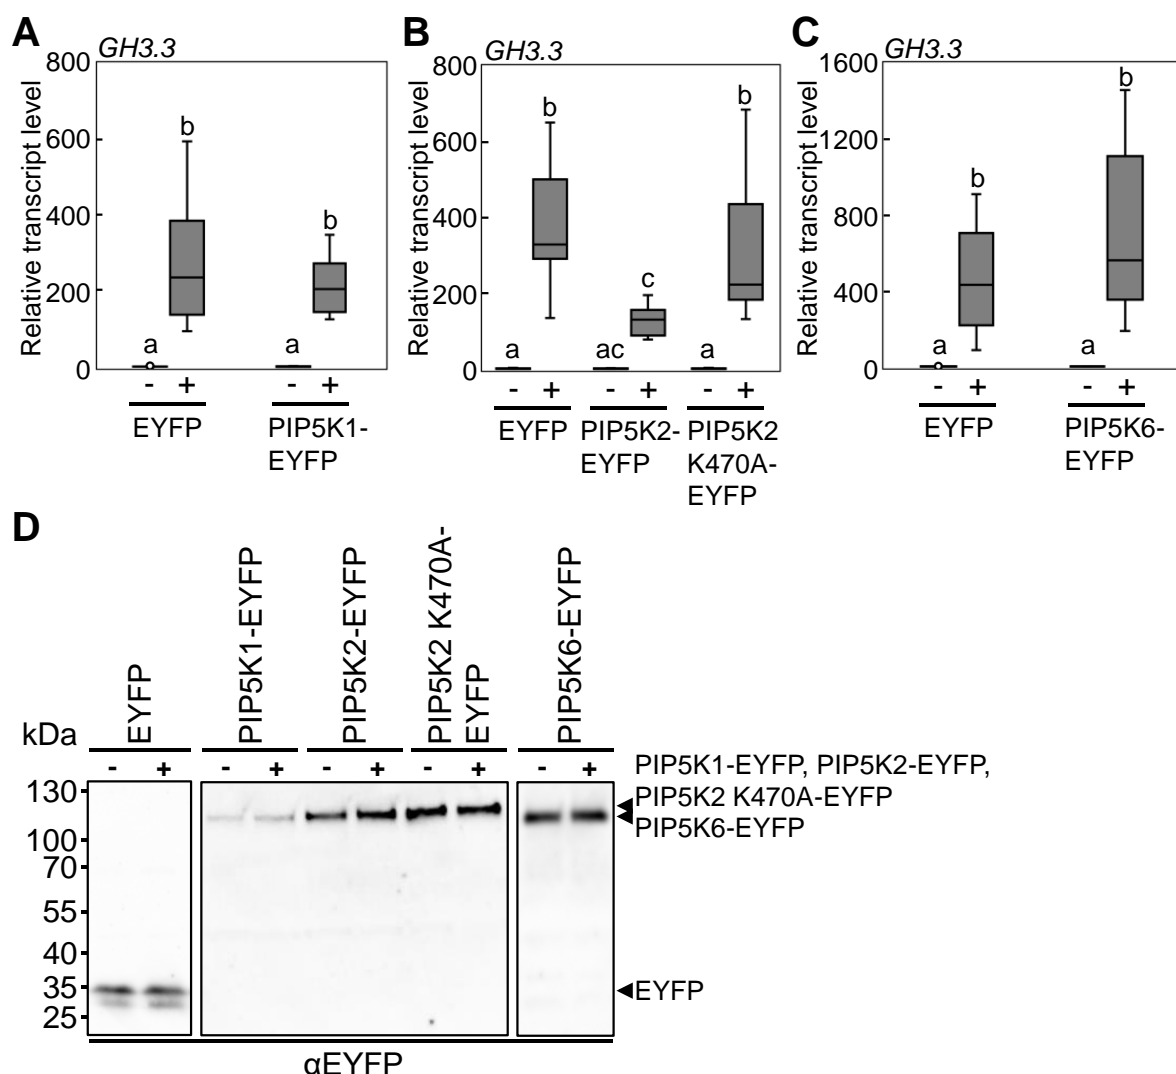 A
GH3.3
Relative transcript level
800
600
400
200
0
a
b
a
b
- +
- +
EYFP
PIP5K1-
EYFP
B
GH3.3
Relative transcript level
800
600
400
200
0
a
b
ac
c
a
b
- +
- +
- +
EYFP
PIP5K2-
EYFP
PIP5K2
K470A-
EYFP
C
GH3.3
Relative transcript level
1600
1200
800
400
0
a
b
a
b
- +
- +
EYFP
PIP5K6-
EYFP
D
kDa
EYFP
PIP5K1-EYFP
PIP5K2-EYFP
PIP5K2 K470A-
EYFP
PIP5K6-EYFP
- + - + - + - + - +
130
100
70
55
40
35
25
PIP5K1-EYFP, PIP5K2-EYFP,
PIP5K2 K470A-EYFP
PIP5K6-EYFP
EYFP
αEYFP